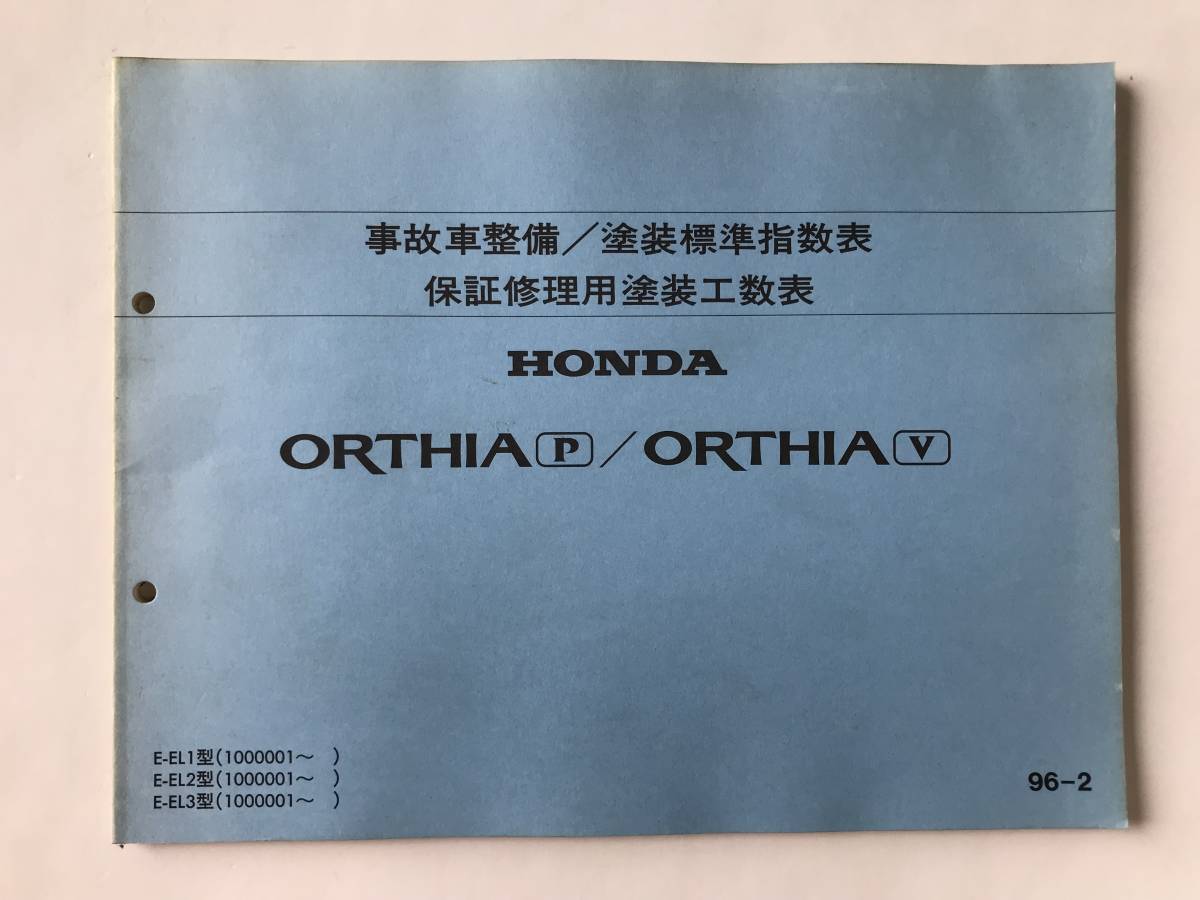 事故車整備／塗装標準指数表
保証修理用塗装工数表
HONDA
ORTHIA P／ORTHIA V
E-EL1型(1000001～　)
E-EL2型(1000001～　)
E-EL3型(1000001～　)
96−2